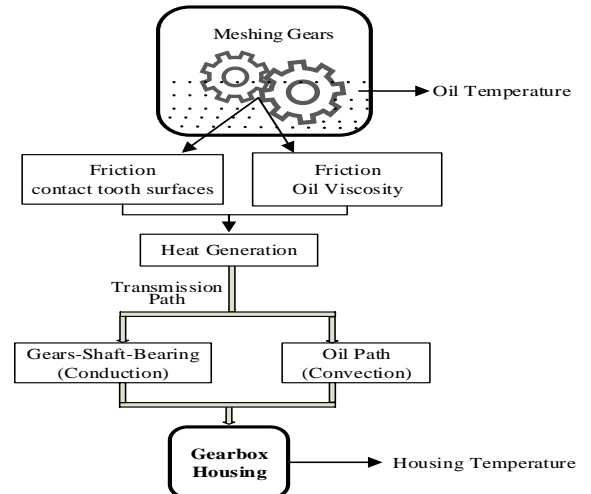 Meshing Gears
Oil Temperature
Friction
contact tooth surfaces
Friction
Oil Viscosity
Heat Generation
Transmission
Path
Gears-Shaft-Bearing
(Conduction)
Oil Path
(Convection)
Gearbox
Housing
Housing Temperature